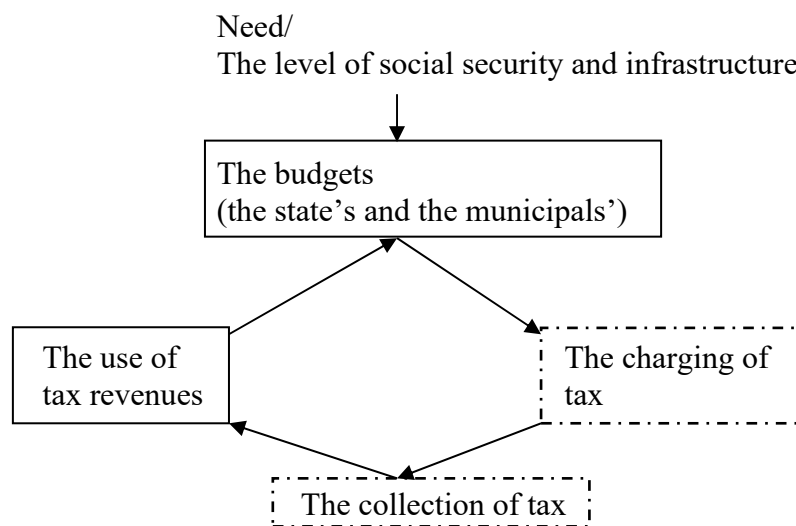 Need/
The level of social security and infrastructure
The budgets
(the state’s and the municipals’)
The use of
tax revenues
The charging of
tax
The collection of tax